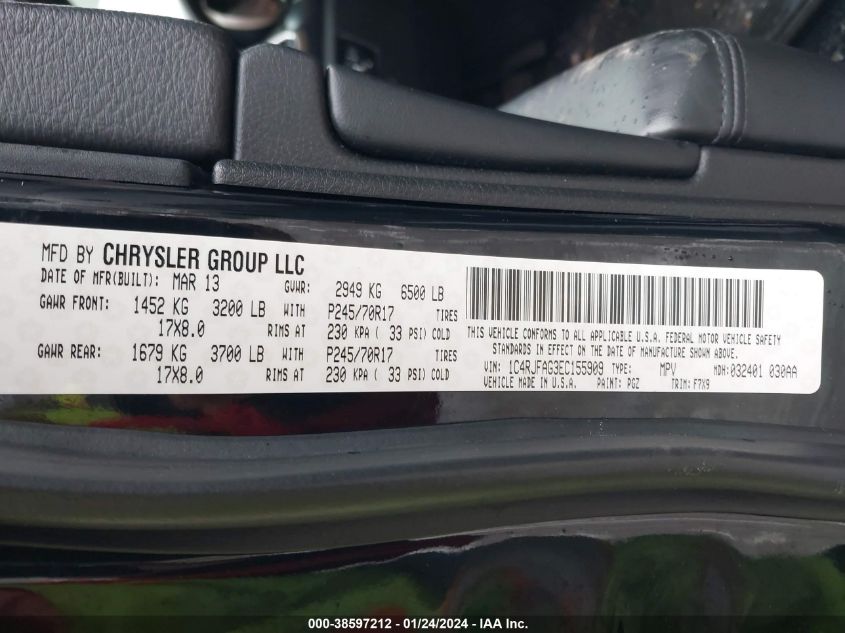 MFD BY CHRYSLER GROUP LLC
DATE OF MFR(BUILT): MAR 13 GVWR: 2949 KG 6500 LB
GAWR FRONT: 1452 KG 3200 LB WITH P245/70R17 TIRES
17X8.0 RIMS AT 230 KPA ( 33 PSI) COLD
GAWR REAR: 1679 KG 3700 LB WITH P245/70R17 TIRES
17X8.0 RIMS AT 230 KPA ( 33 PSI) COLD
THIS VEHICLE CONFORMS TO ALL APPLICABLE U.S.A. FEDERAL MOTOR VEHICLE SAFETY
STANDARDS IN EFFECT ON THE DATE OF MANUFACTURE SHOWN ABOVE.
VIN: 1C4RJFAG3EC155909 TYPE: MPV MDH: 032401 030AA
VEHICLE MADE IN U.S.A. PAINT: PGZ TRIM: F7X9
000-38597212 - 01/24/2024 - IAA Inc.